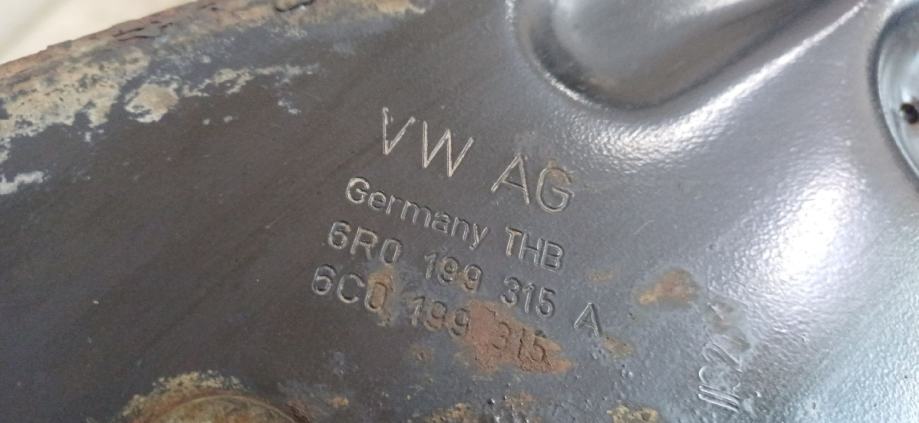 VW AG
Germany THB
6R0 199 315 A
6C0 199 315